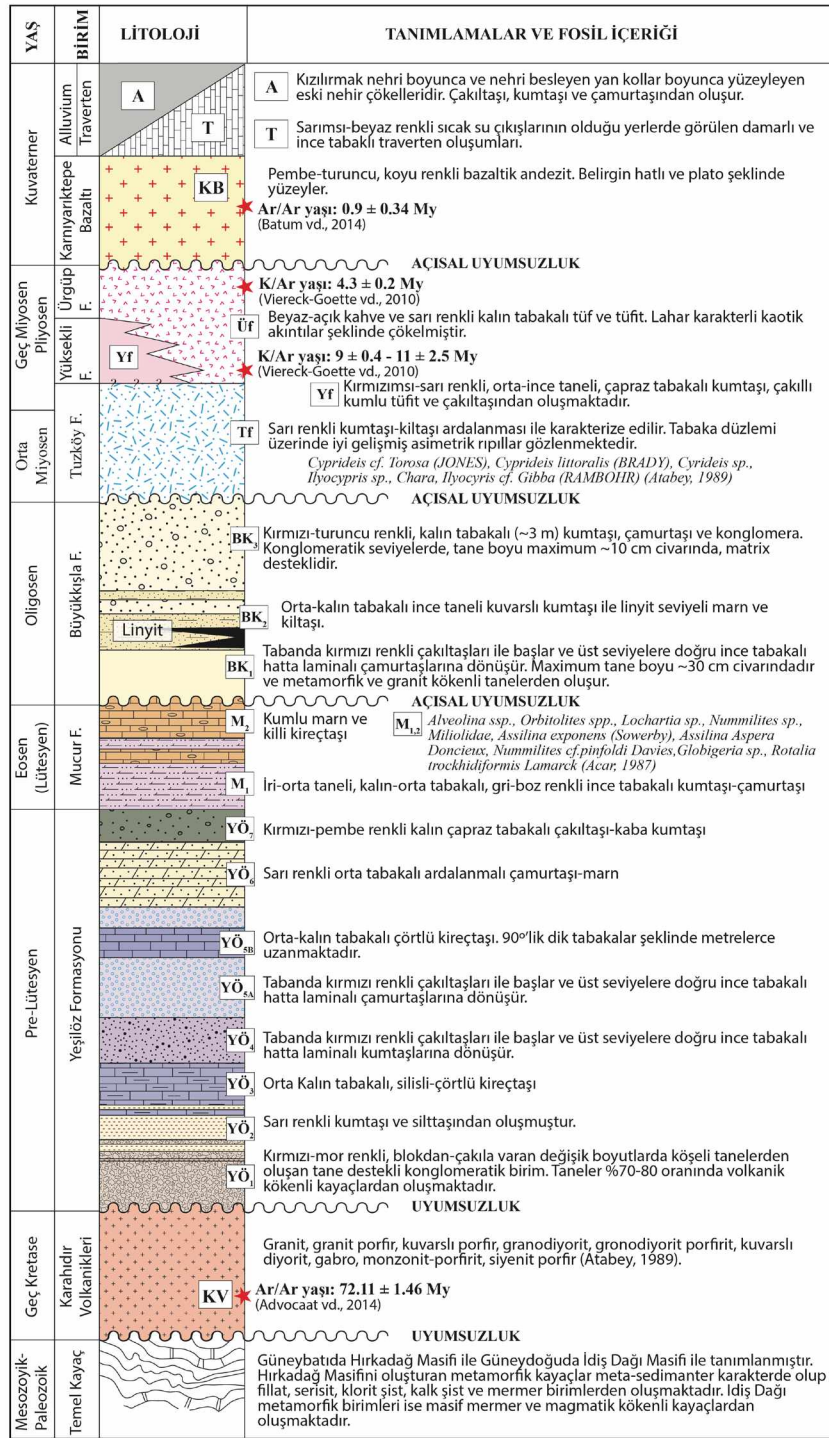 YAŞ
BİRİM
LİTOLOJİ
TANIMLAMALAR VE FOSİL İÇERİĞİ
Kuvaterner
Alluvium
Traverten
A
T
A
Kızılırmak nehri boyunca ve nehri besleyen yan kollar boyunca yüzeyleyen
eski nehir çökelleridir. Çakıltaşı, kumtaşı ve çamurtaşından oluşur.
T
Sarımsı-beyaz renkli sıcak su çıkışlarının olduğu yerlerde görülen damarlı ve
ince tabaklı traverten oluşumları.
Karnıyarıktepe
Bazaltı
KB
Pembe-turuncu, koyu renkli bazaltik andezit. Belirgin hatlı ve plato şeklinde
yüzeyler.
Ar/Ar yaşı: 0.9 ± 0.34 My
(Batum vd., 2014)
AÇISAL UYUMSUZLUK
Geç Miyosen
Pliyosen
Ürgüp
F.
K/Ar yaşı: 4.3 ± 0.2 My
(Viereck-Goette vd., 2010)
Üf
Beyaz-açık kahve ve sarı renkli kalın tabakalı tüf ve tüfit. Lahar karakterli kaotik
akıntılar şeklinde çökelmiştir.
Yüksekli
F.
Yf
K/Ar yaşı: 9 ± 0.4 - 11 ± 2.5 My
(Viereck-Goette vd., 2010)
? ? ? ?
Yf
Kırmızımsı-sarı renkli, orta-ince taneli, çapraz tabakalı kumtaşı, çakıllı
kumlu tüfit ve çakıltaşından oluşmaktadır.
Orta
Miyosen
Tuzköy F.
Tf
Sarı renkli kumtaşı-kiltaşı ardalanması ile karakterize edilir. Tabaka düzlemi
üzerinde iyi gelişmiş asimetrik rıpıllar gözlenmektedir.
Cyprideis cf. Torosa (JONES), Cyprideis littoralis (BRADY), Cyrideis sp.,
Ilyocypris sp., Chara, Ilyocyris cf. Gibba (RAMBOHR) (Atabey, 1989)
AÇISAL UYUMSUZLUK
Oligosen
Büyükkışla F.
BK3
Kırmızı-turuncu renkli, kalın tabakalı (~3 m) kumtaşı, çamurtaşı ve konglomera.
Konglomeratik seviyelerde, tane boyu maximum ~10 cm civarında, matrix
desteklidir.
Linyit
BK2
Orta-kalın tabakalı ince taneli kuvarslı kumtaşı ile linyit seviyeli marn ve
kiltaşı.
BK1
Tabanda kırmızı renkli çakıltaşları ile başlar ve üst seviyelere doğru ince tabakalı
hatta laminalı çamurtaşlarına dönüşür. Maximum tane boyu ~30 cm civarındadır
ve metamorfik ve granit kökenli tanelerden oluşur.
AÇISAL UYUMSUZLUK
Eosen
(Lütesyen)
Mucur F.
M2
Kumlu marn ve
killi kireçtaşı
M1,2
Alveolina ssp., Orbitolites spp., Lochartia sp., Nummilites sp.,
Miliolidae, Assilina exponens (Sowerby), Assilina Aspera
Doncieux, Nummilites cf.pinfoldi Davies,Globigeria sp., Rotalia
trockhidiformis Lamarck (Acar, 1987)
M1
İri-orta taneli, kalın-orta tabakalı, gri-boz renkli ince tabakalı kumtaşı-çamurtaşı
Pre-Lütesyen
Yeşilöz Formasyonu
YÖ7
Kırmızı-pembe renkli kalın çapraz tabakalı çakıltaşı-kaba kumtaşı
YÖ6
Sarı renkli orta tabakalı ardalanmalı çamurtaşı-marn
YÖ5B
Orta-kalın tabakalı çörtlü kireçtaşı. 90º'lik dik tabakalar şeklinde metrelerce
uzanmaktadır.
YÖ5A
Tabanda kırmızı renkli çakıltaşları ile başlar ve üst seviyelere doğru ince tabakalı
hatta laminalı çamurtaşlarına dönüşür.
YÖ4
Tabanda kırmızı renkli çakıltaşları ile başlar ve üst seviyelere doğru ince tabakalı
hatta laminalı kumtaşlarına dönüşür.
YÖ3
Orta Kalın tabakalı, silisli-çörtlü kireçtaşı
YÖ2
Sarı renkli kumtaşı ve silttaşından oluşmuştur.
YÖ1
Kırmızı-mor renkli, blokdan-çakıla varan değişik boyutlarda köşeli tanelerden
oluşan tane destekli konglomeratik birim. Taneler %70-80 oranında volkanik
kökenli kayaçlardan oluşmaktadır.
UYUMSUZLUK
Geç Kretase
Karahıdır
Volkanikleri
KV
Granit, granit porfir, kuvarslı porfir, granodiyorit, gronodiyorit porfirit, kuvarslı
diyorit, gabro, monzonit-porfirit, siyenit porfir (Atabey, 1989).
Ar/Ar yaşı: 72.11 ± 1.46 My
(Advocaat vd., 2014)
UYUMSUZLUK
Mesozoyik-
Paleozoik
Temel Kayaç
Güneybatıda Hırkadağ Masifi ile Güneydoğuda İdiş Dağı Masifi ile tanımlanmıştır.
Hırkadağ Masifini oluşturan metamorfik kayaçlar meta-sedimanter karakterde olup
fillat, serisit, klorit şist, kalk şist ve mermer birimlerden oluşmaktadır. Idiş Dağı
metamorfik birimleri ise masif mermer ve magmatik kökenli kayaçlardan
oluşmaktadır.